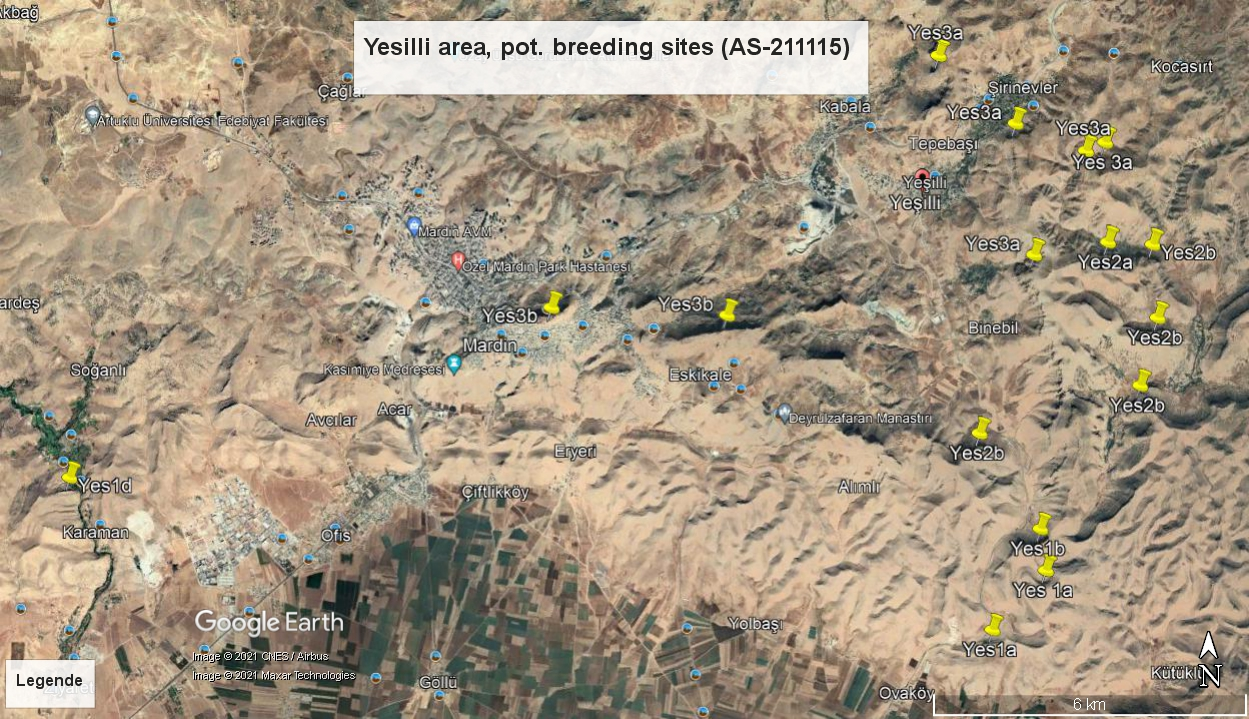 Akbağ
Yesilli area, pot. breeding sites (AS-211115)
Yes3a
Kocasırt
Çağlar
Şirinevler
Kabala
Yes3a
Artuklu Üniversitesi Edebiyat Fakültesi
Yes3a
Tepebaşı
Yes 3a
Yeşilli
Yeşilli
Mardin AVM
Yes3a
Yes2b
Yes2a
Özel Mardin Park Hastanesi
ardeş
Yes3b
Yes3b
Binebil
Yes2b
Mardin
Kasımiye Medresesi
Soğanlı
Eskikale
Yes2b
Acar
Avcılar
Deyrulzafaran Manastırı
Eryeri
Yes2b
Yes1d
Alımlı
Çiftlikköy
Karaman
Ofis
Yes1b
Yes 1a
Google Earth
Yolbaşı
Yes1a
Image © 2021 CNES / Airbus
Image © 2021 Maxar Technologies
Legende
Ziyaret
Göllü
Ovaköy
Kütüklü
N
6 km